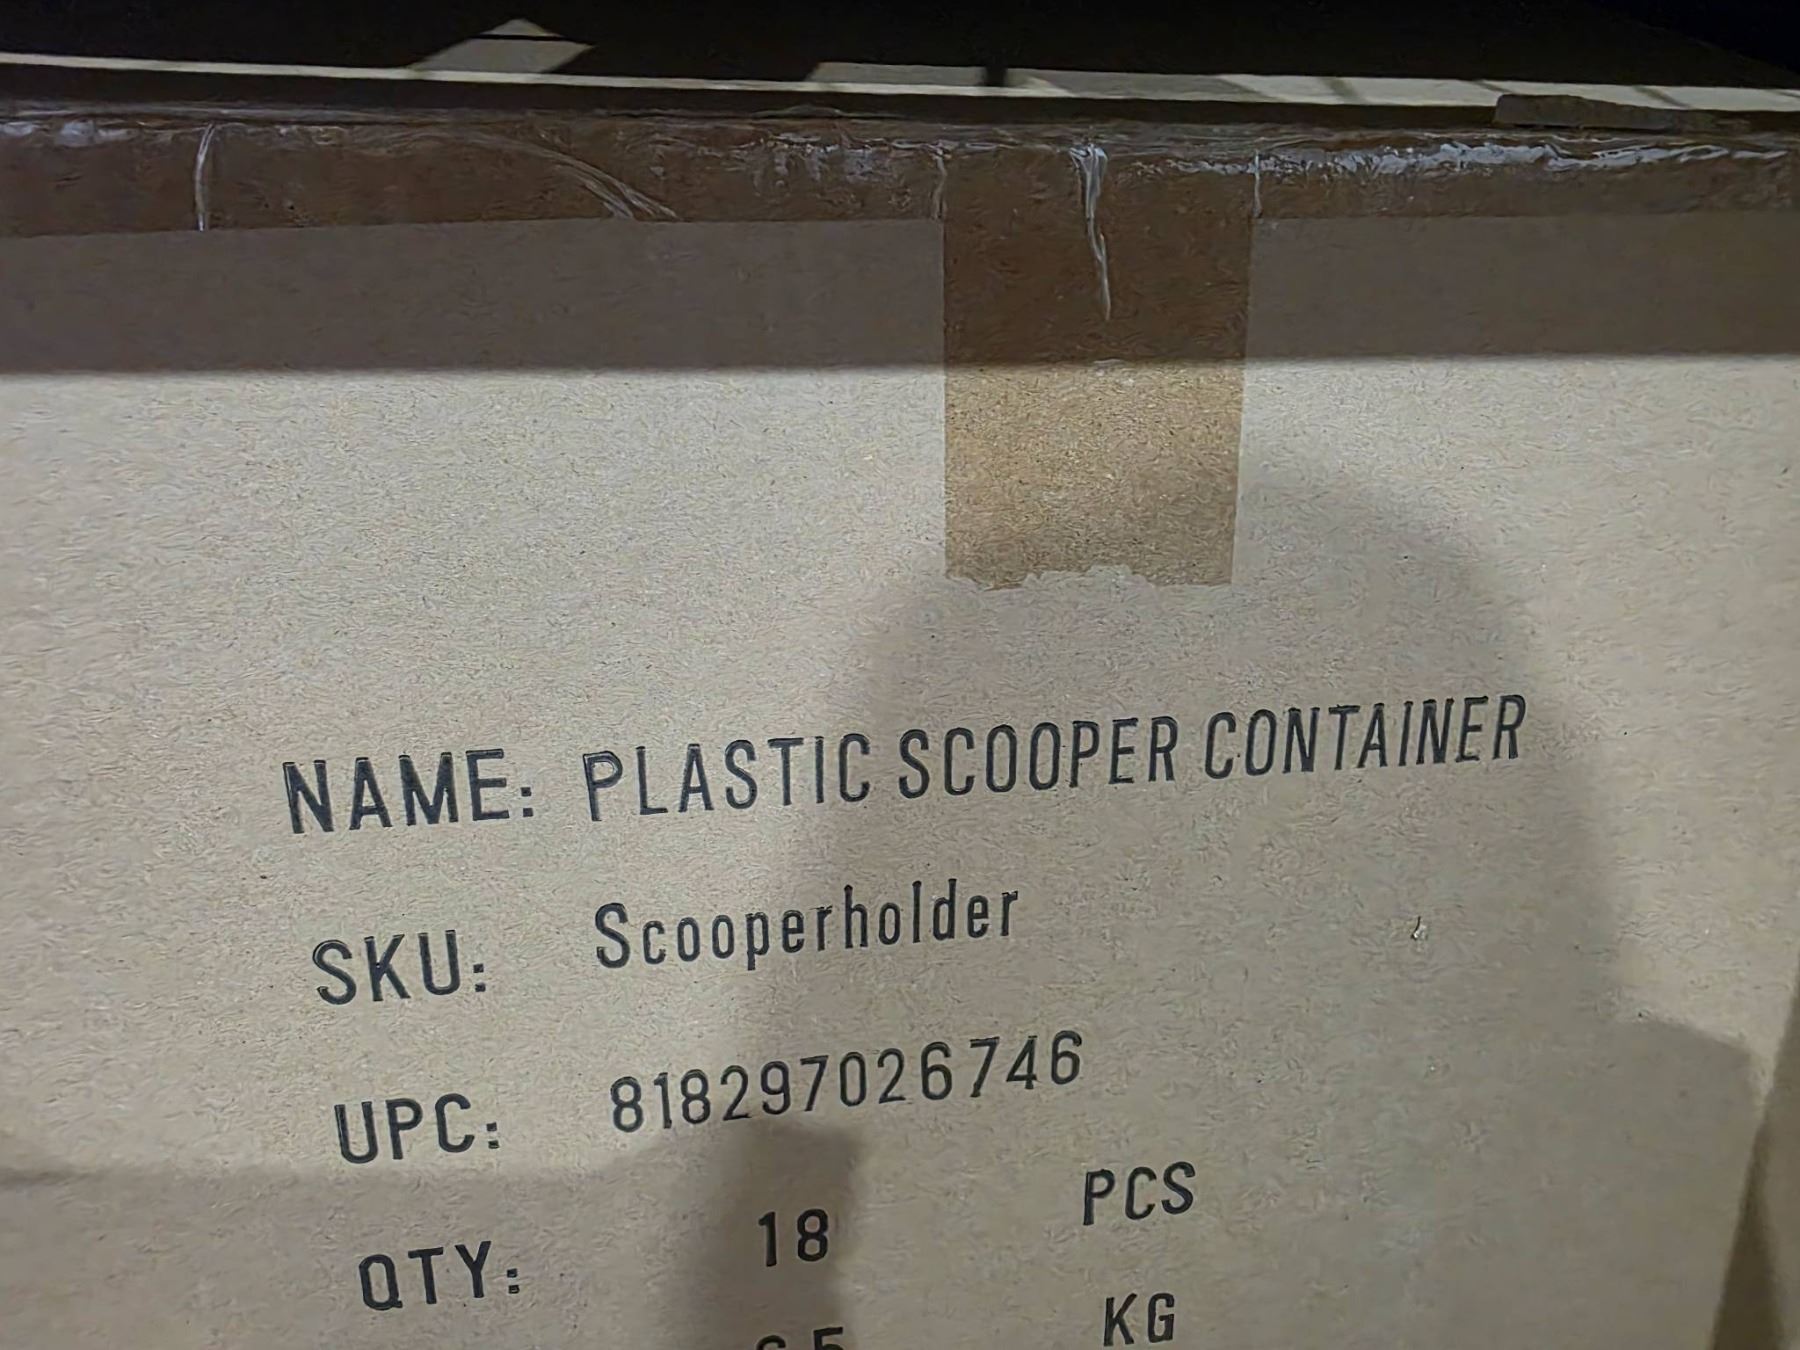 NAME: PLASTIC SCOOPER CONTAINER
SKU: Scooperholder
UPC: 818297026746
QTY: 18 PCS
KG